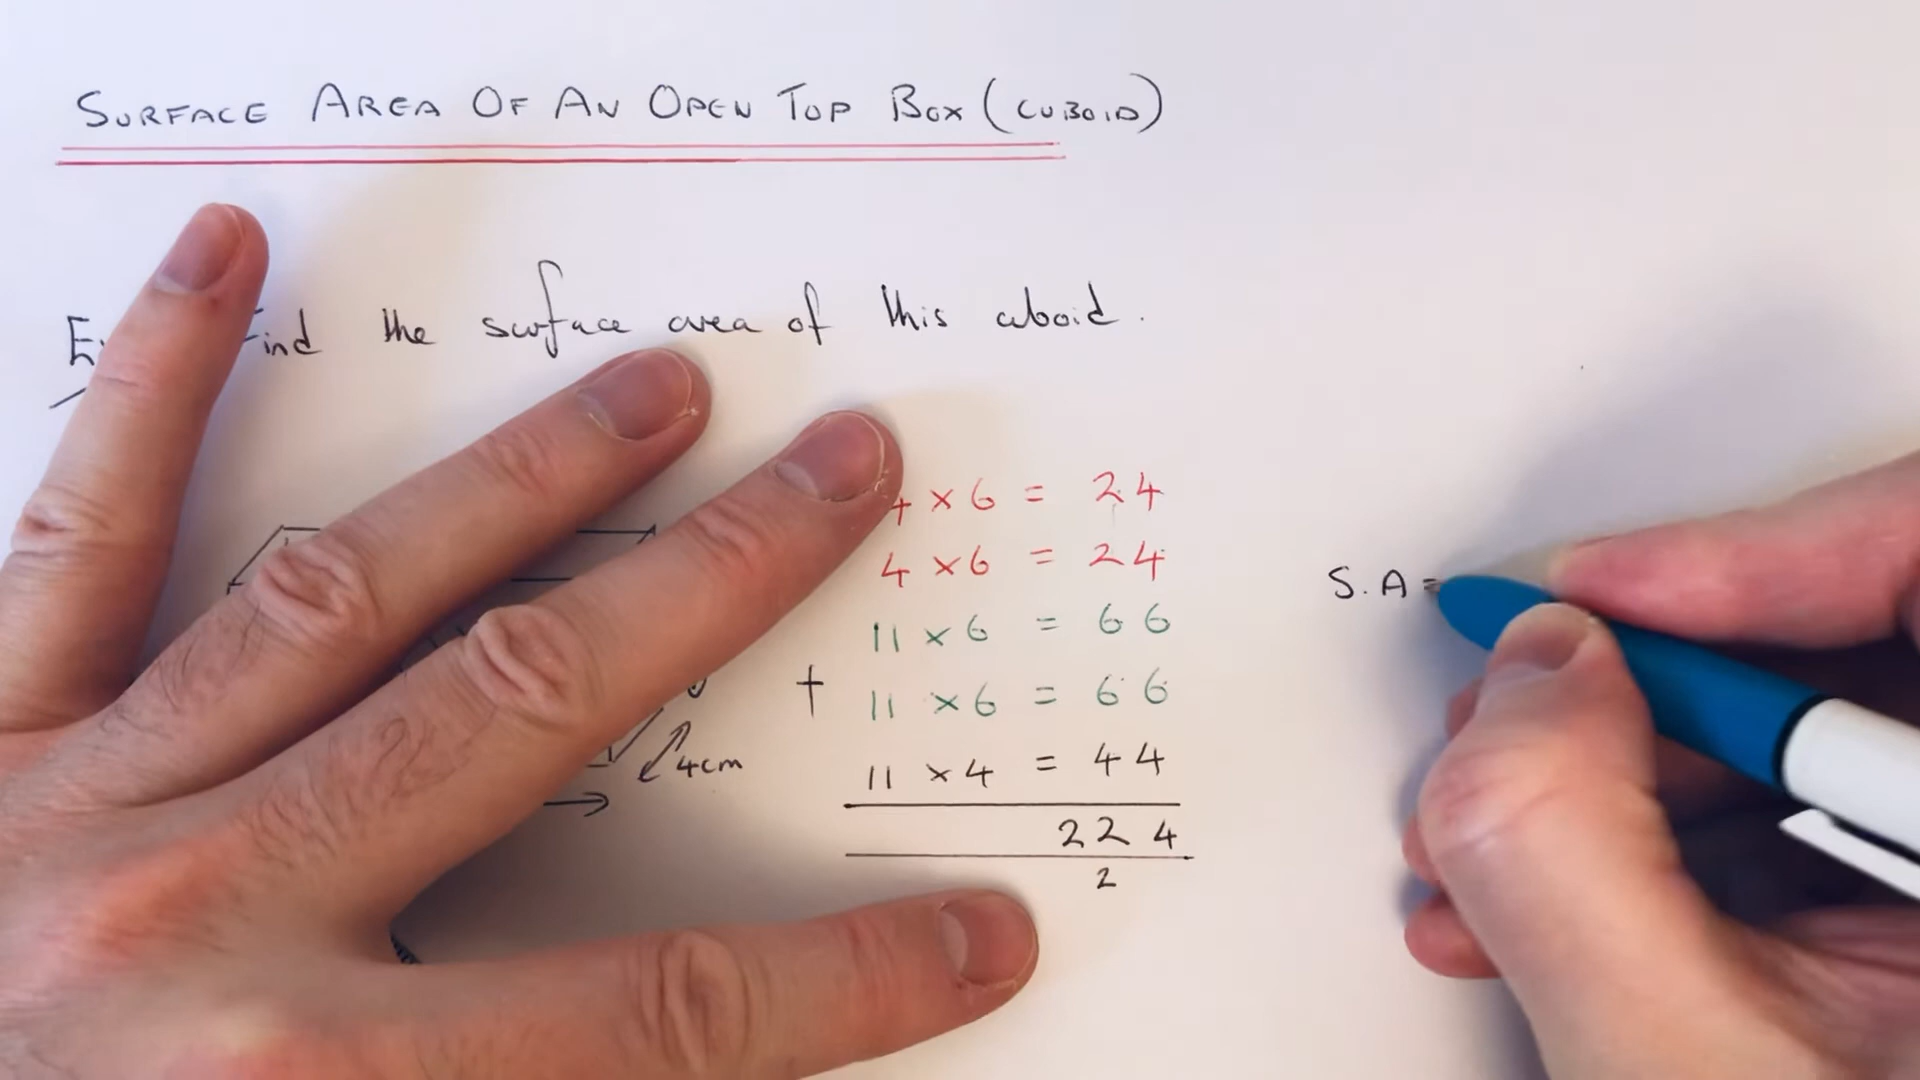 SURFACE AREA OF AN OPEN TOP BOX (CUBOID)
Find the surface area of this cuboid.
4 × 6 = 24
4 × 6 = 24
11 × 6 = 66
+ 11 × 6 = 66
4cm
11 × 4 = 44
224
2
S.A =